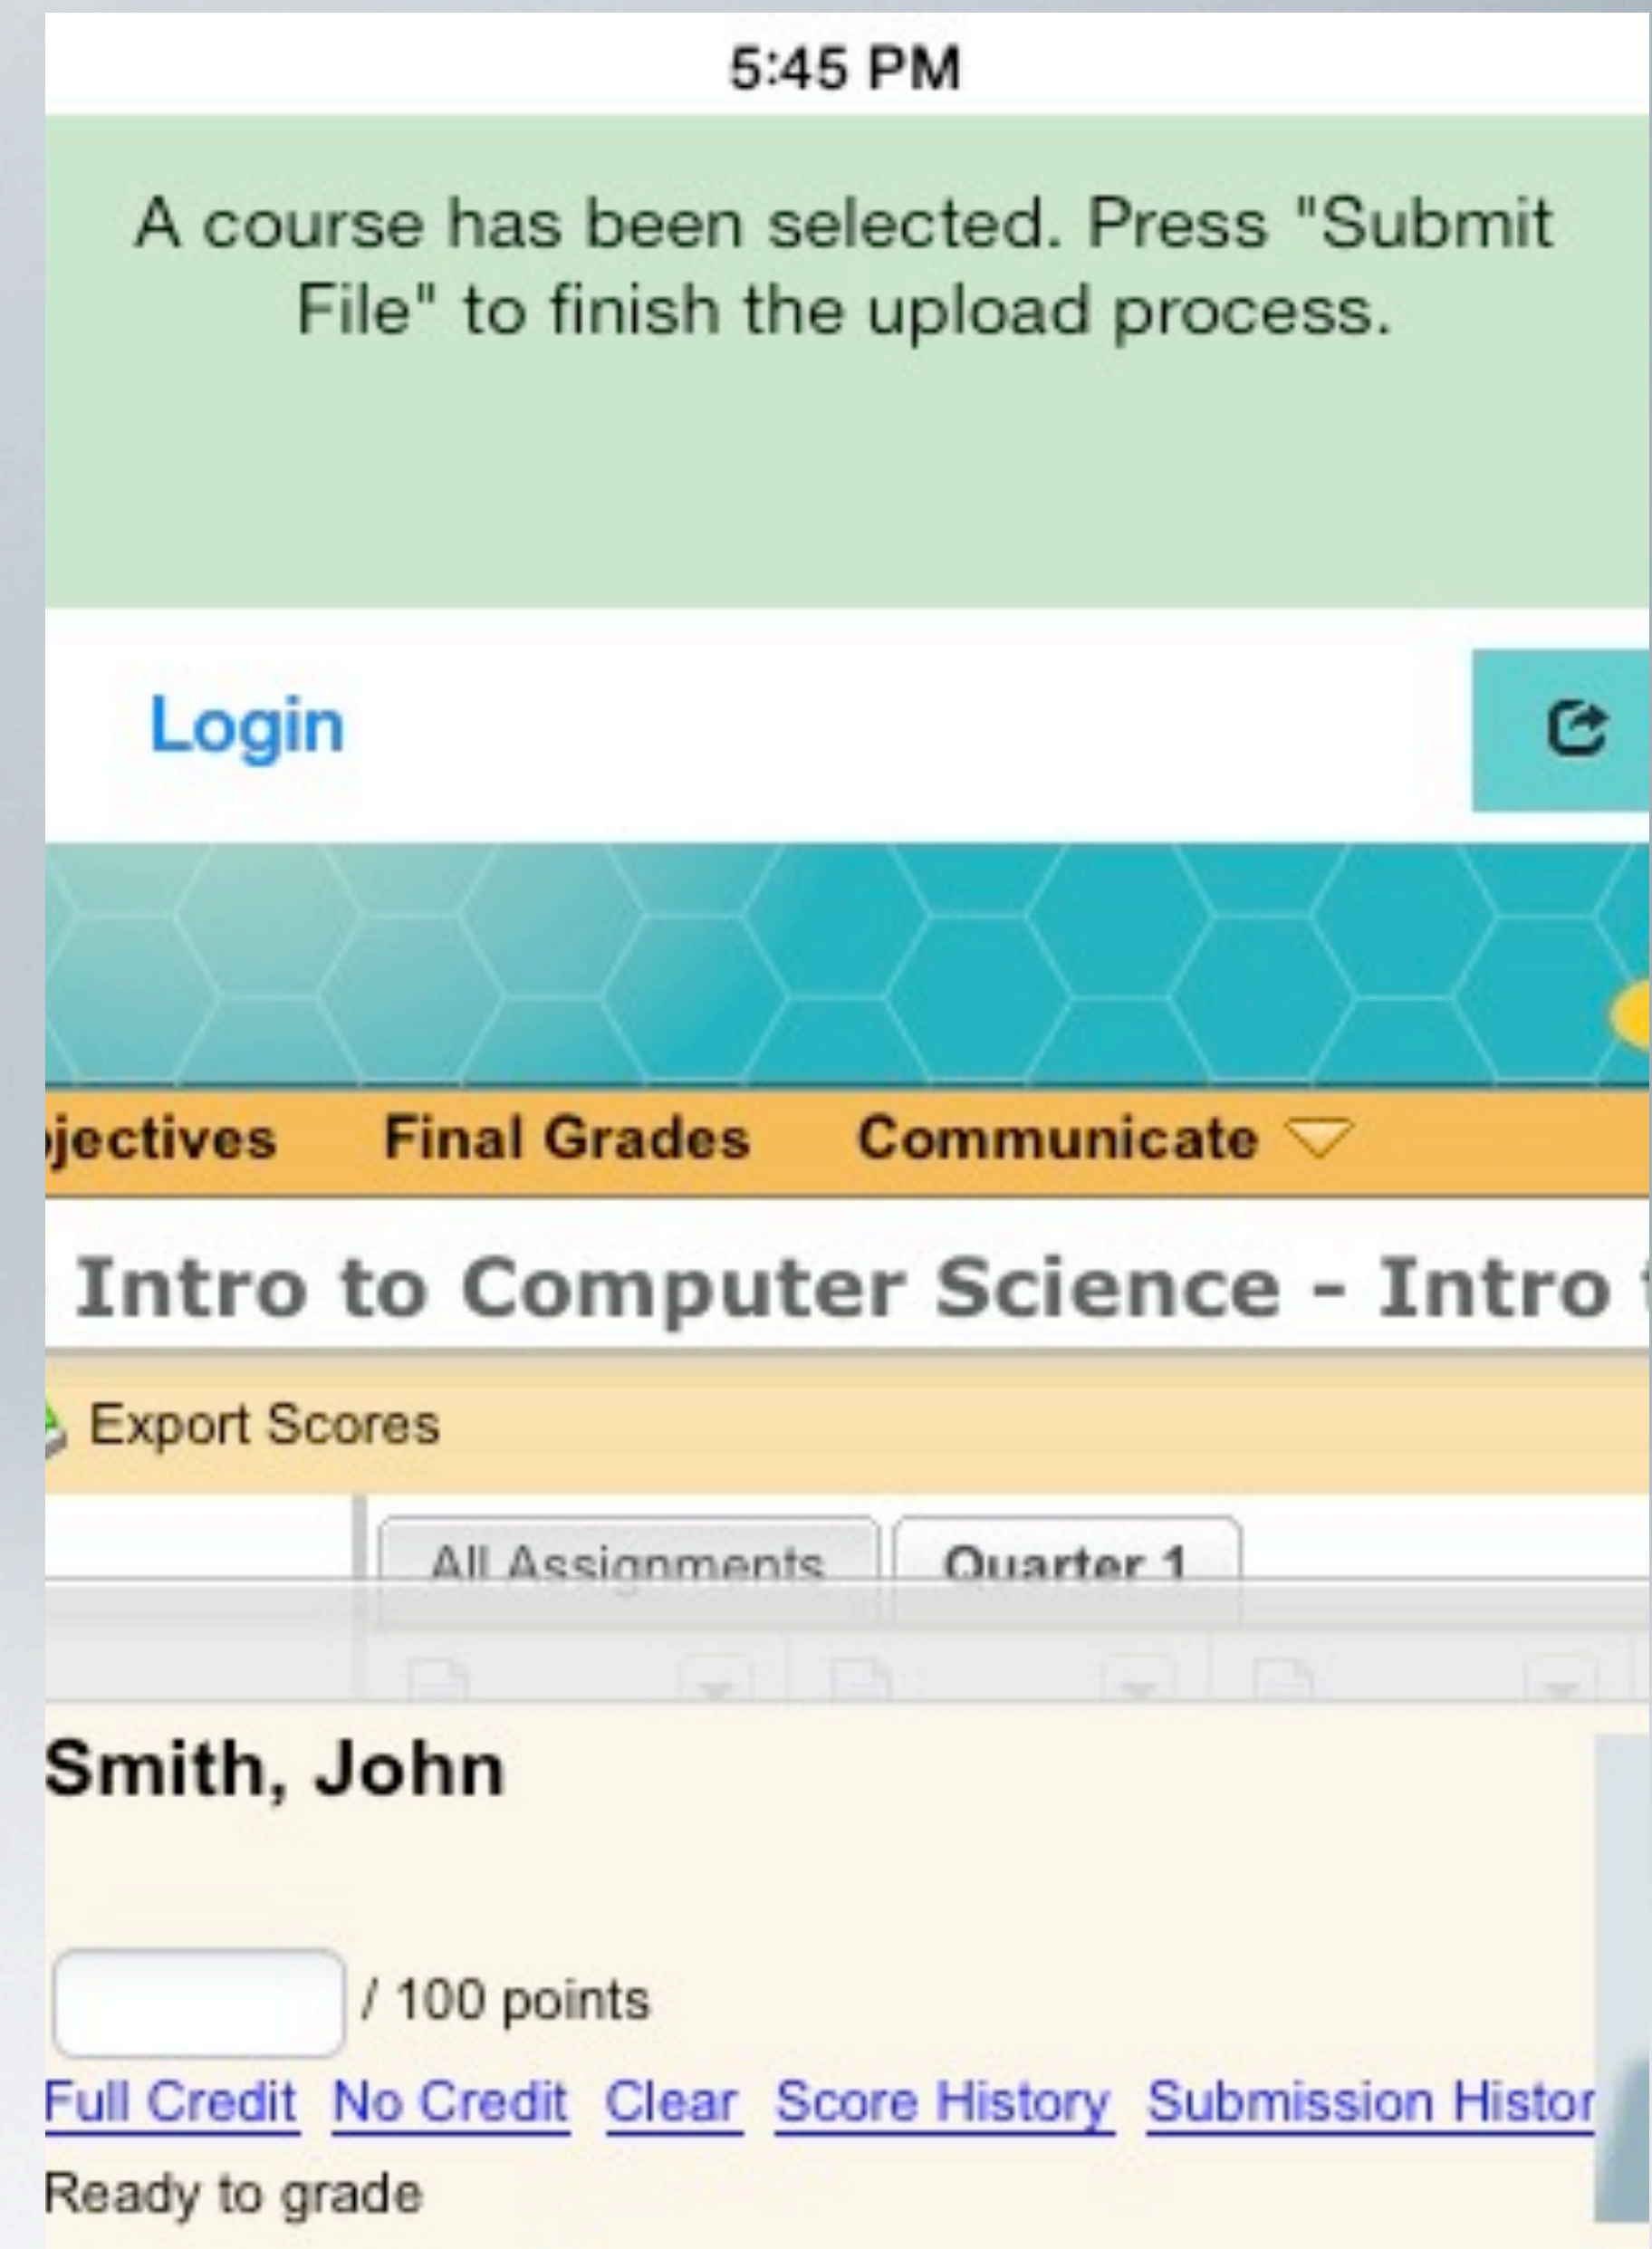 5:45 PM
A course has been selected. Press "Submit
File" to finish the upload process.
Login
jectives Final Grades Communicate
Intro to Computer Science - Intro
Export Scores
All Assignments Quarter 1
Smith, John
/ 100 points
Full Credit No Credit Clear Score History Submission Histor
Ready to grade